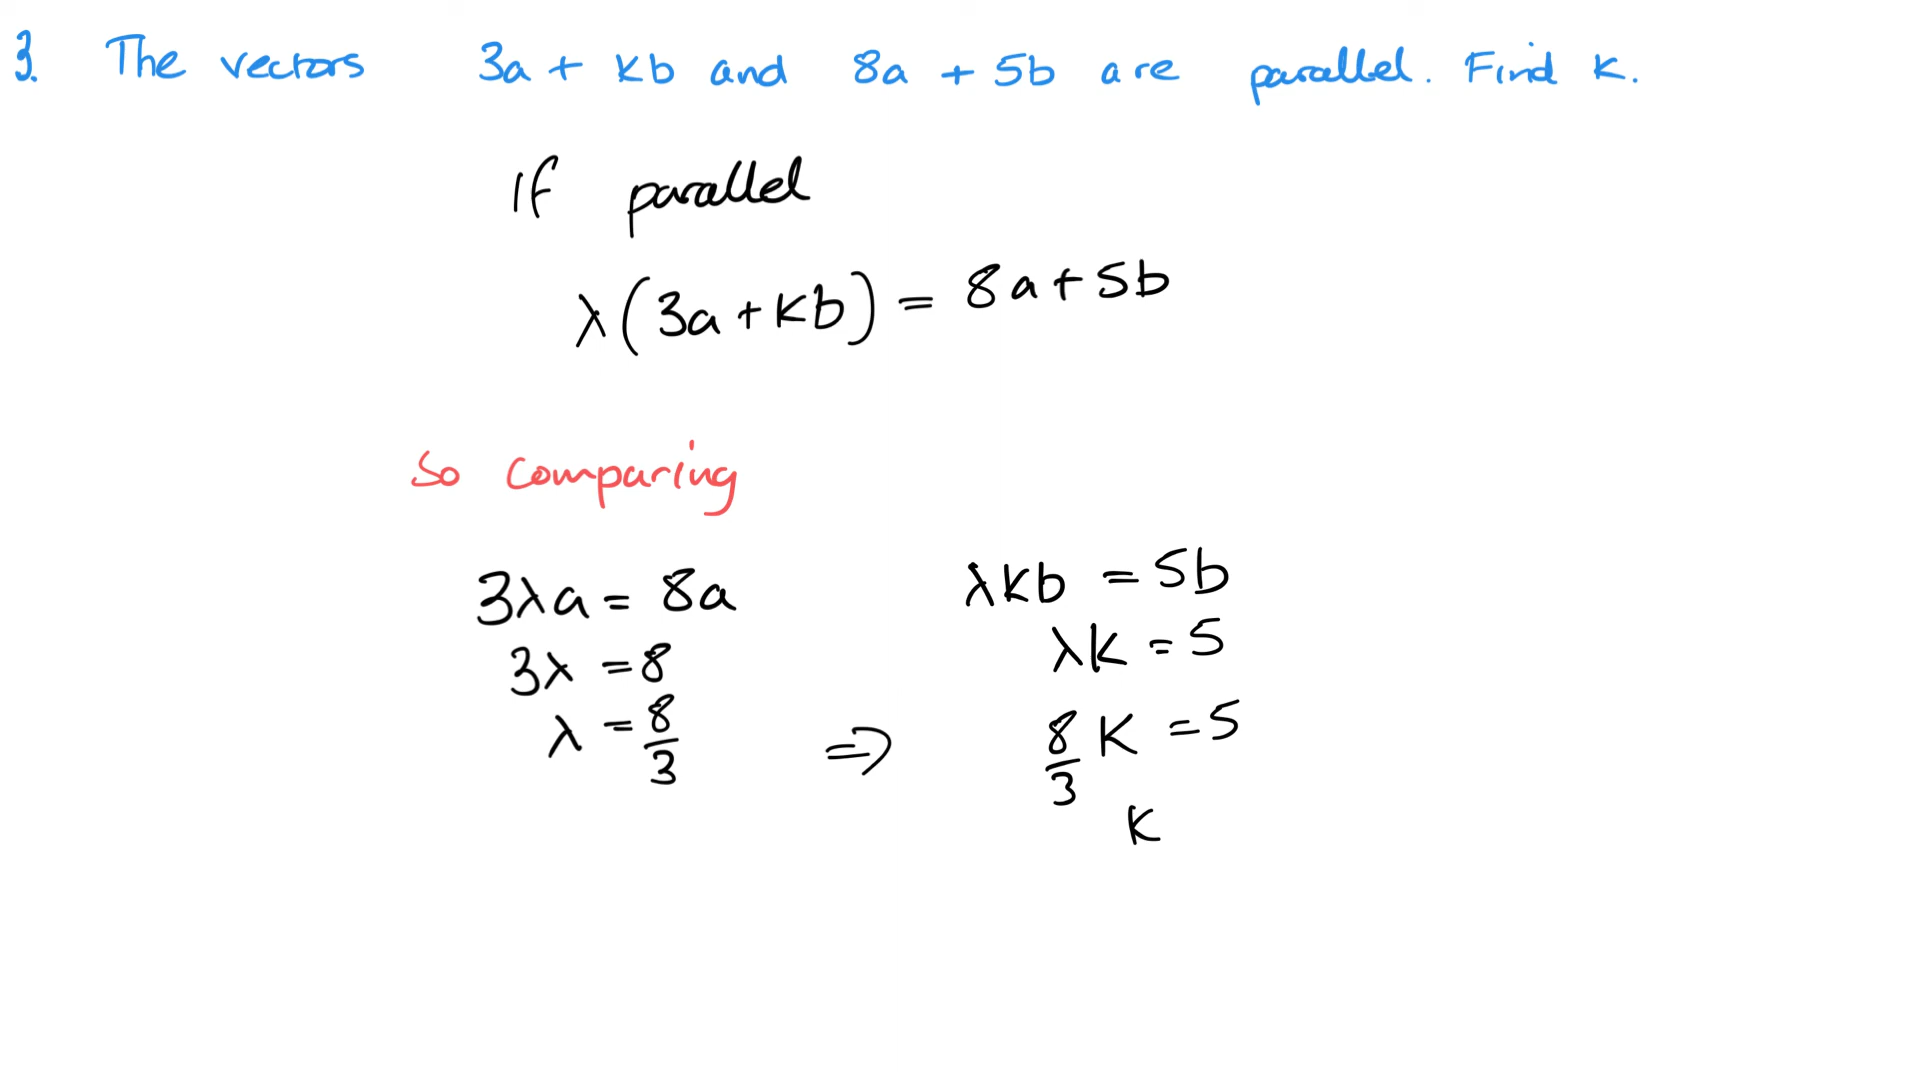 3. The vectors 3a + kb and 8a + 5b are parallel. Find k.
If parallel
λ(3a + kb) = 8a + 5b
So comparing
3λa = 8a
3λ = 8
λ = 8/3
⇒
λkb = 5b
λk = 5
8/3 k = 5
k